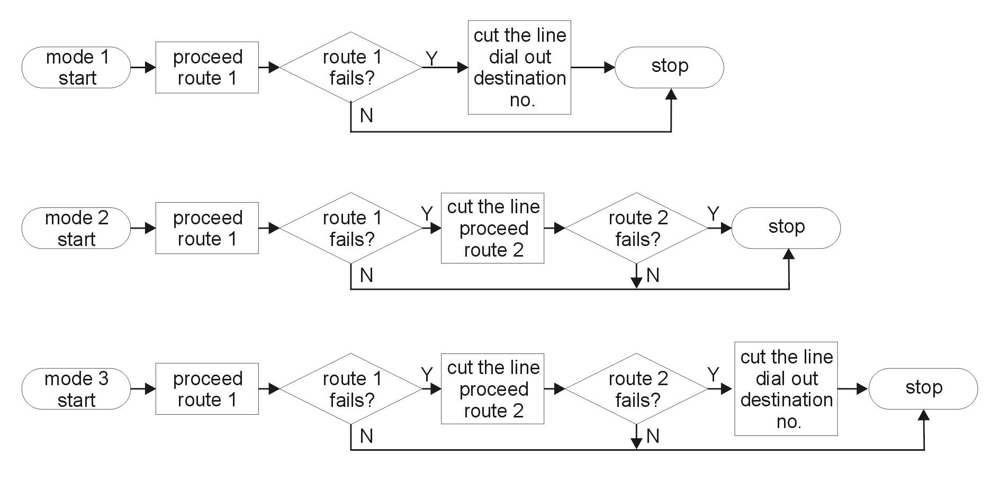 mode 1
start
proceed
route 1
route 1
fails?
Y
N
cut the line
dial out
destination
no.
stop
mode 2
start
proceed
route 1
route 1
fails?
Y
N
cut the line
proceed
route 2
route 2
fails?
Y
N
stop
mode 3
start
proceed
route 1
route 1
fails?
Y
N
cut the line
proceed
route 2
route 2
fails?
Y
N
cut the line
dial out
destination
no.
stop